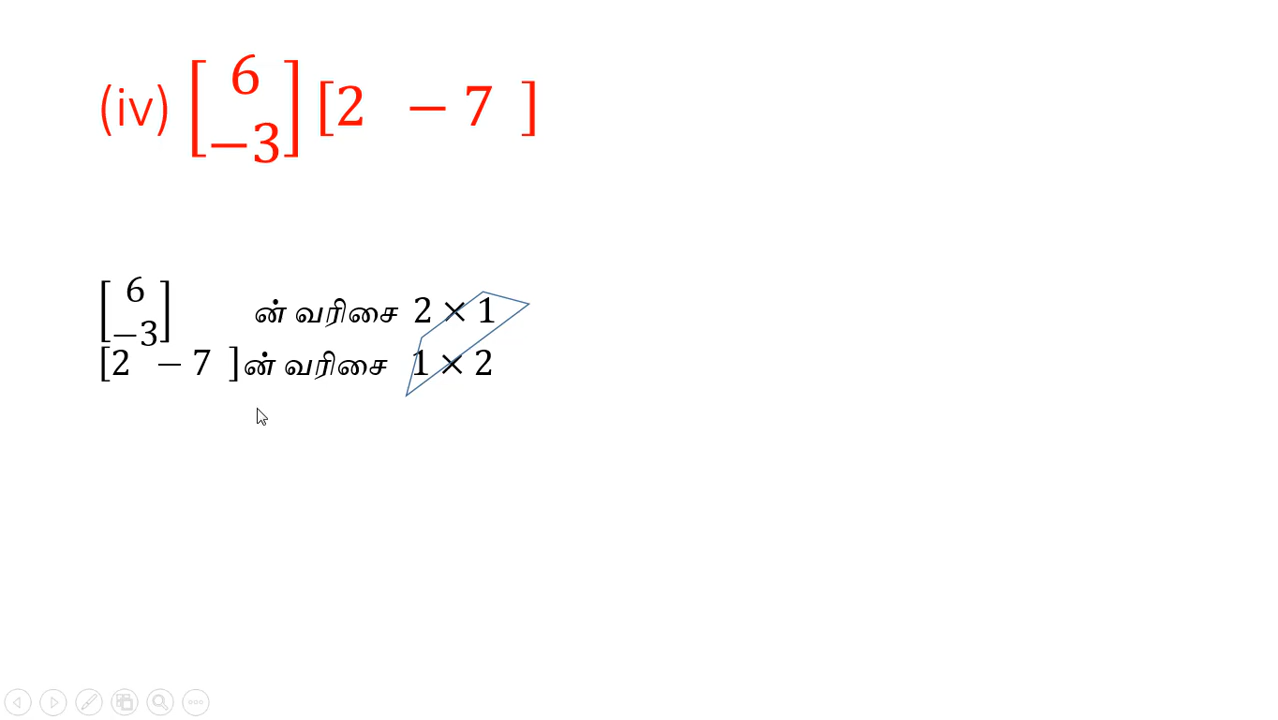 (iv) [6 −3] [2 − 7 ]
[6 −3] ன் வரிசை 2 × 1
[2 − 7 ]ன் வரிசை 1 × 2